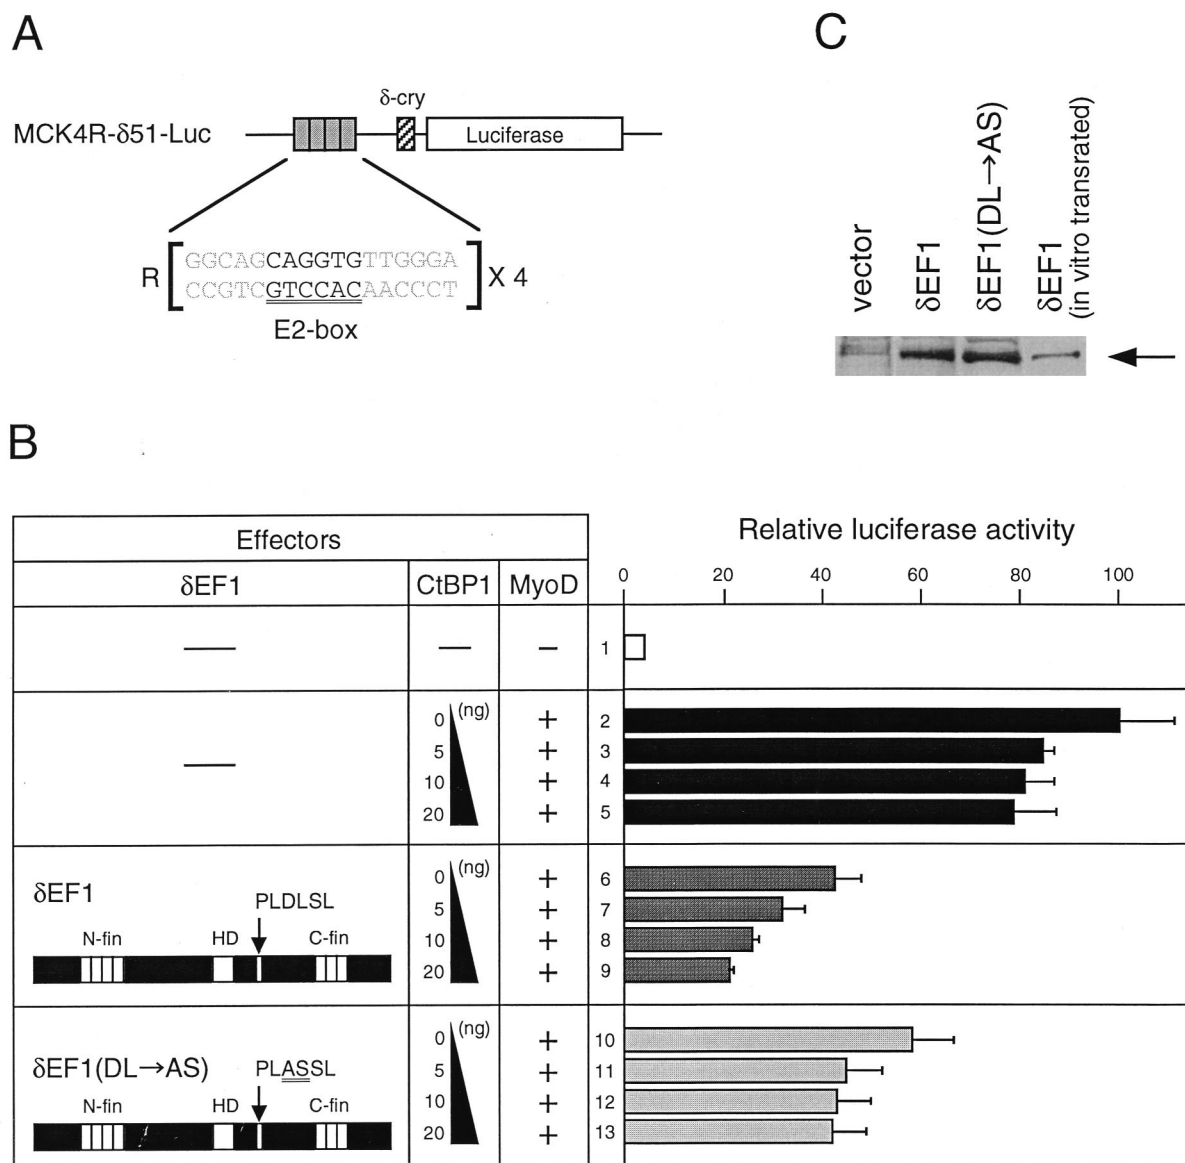 A
δ-cry
MCK4R-δ51-Luc
Luciferase
R
GGCAGCAGGTGTTGGGA
CCGTCGTCCACAACCCT
X 4
E2-box
C
vector
δEF1
δEF1(DL→AS)
δEF1
(in vitro transrated)
B
Effectors
Relative luciferase activity
δEF1
CtBP1
MyoD
0 20 40 60 80 100
— — − 1
—
0 (ng) + 2
5 + 3
10 + 4
20 + 5
δEF1
PLDLSL
N-fin HD C-fin
0 (ng) + 6
5 + 7
10 + 8
20 + 9
δEF1(DL→AS)
PLASSL
N-fin HD C-fin
0 (ng) + 10
5 + 11
10 + 12
20 + 13